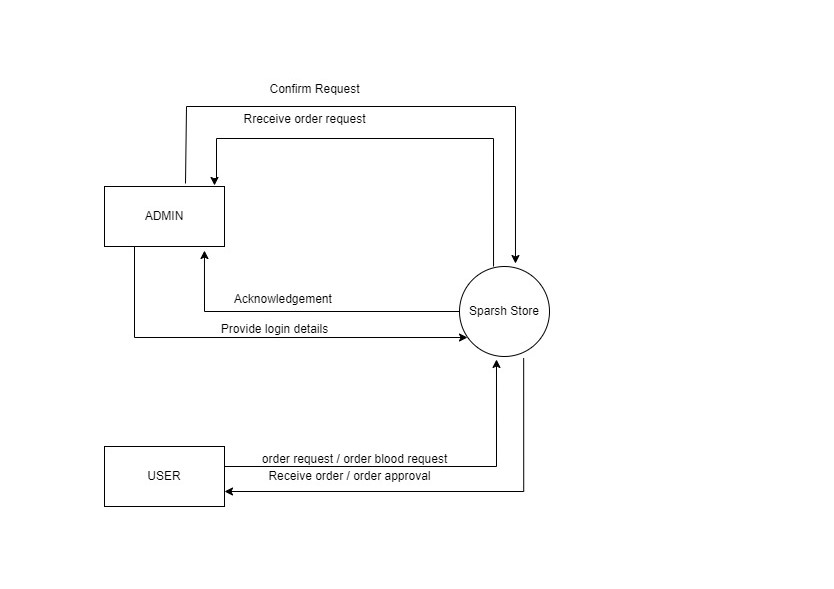 Confirm Request
Rreceive order request
ADMIN
Acknowledgement
Sparsh Store
Provide login details
order request / order blood request
USER
Receive order / order approval